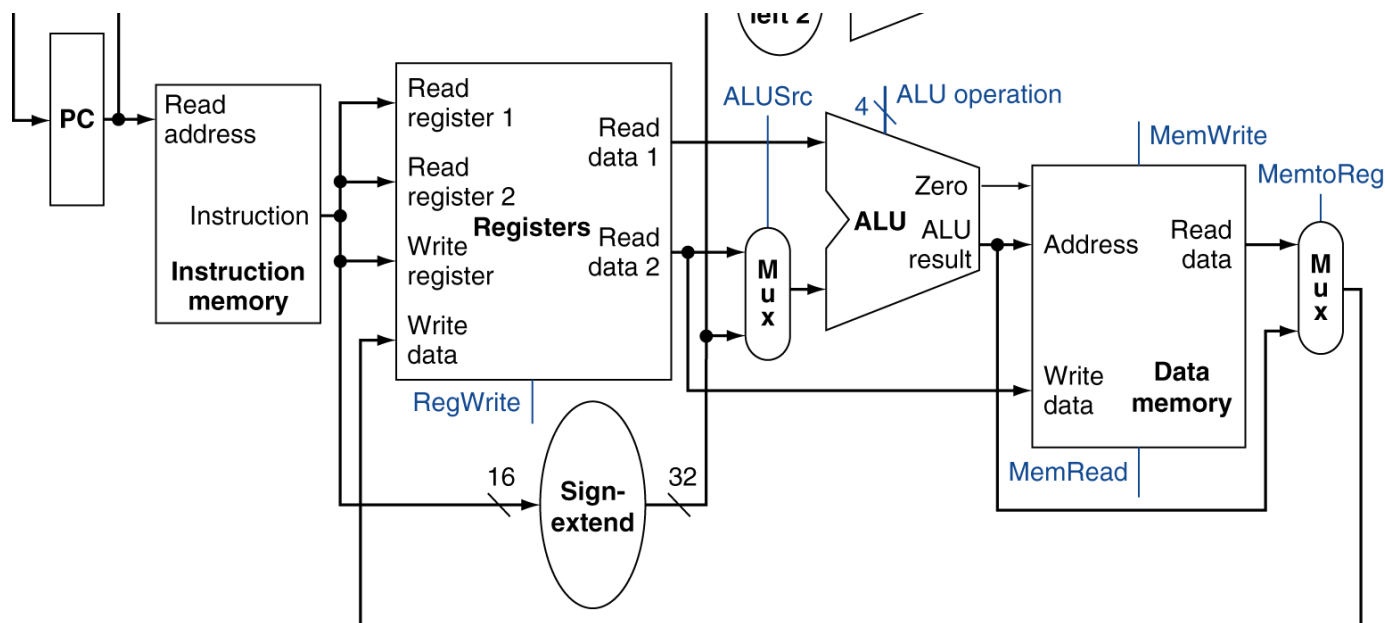 left 2
PC
Read
address
Instruction
Instruction
memory
Read
register 1
Read
register 2
Write
register
Write
data
Registers
Read
data 1
Read
data 2
RegWrite
16
Sign-
extend
32
ALUSrc
M
u
x
4
ALU operation
Zero
ALU
ALU
result
MemWrite
Address
Read
data
Write
data
Data
memory
MemRead
MemtoReg
M
u
x